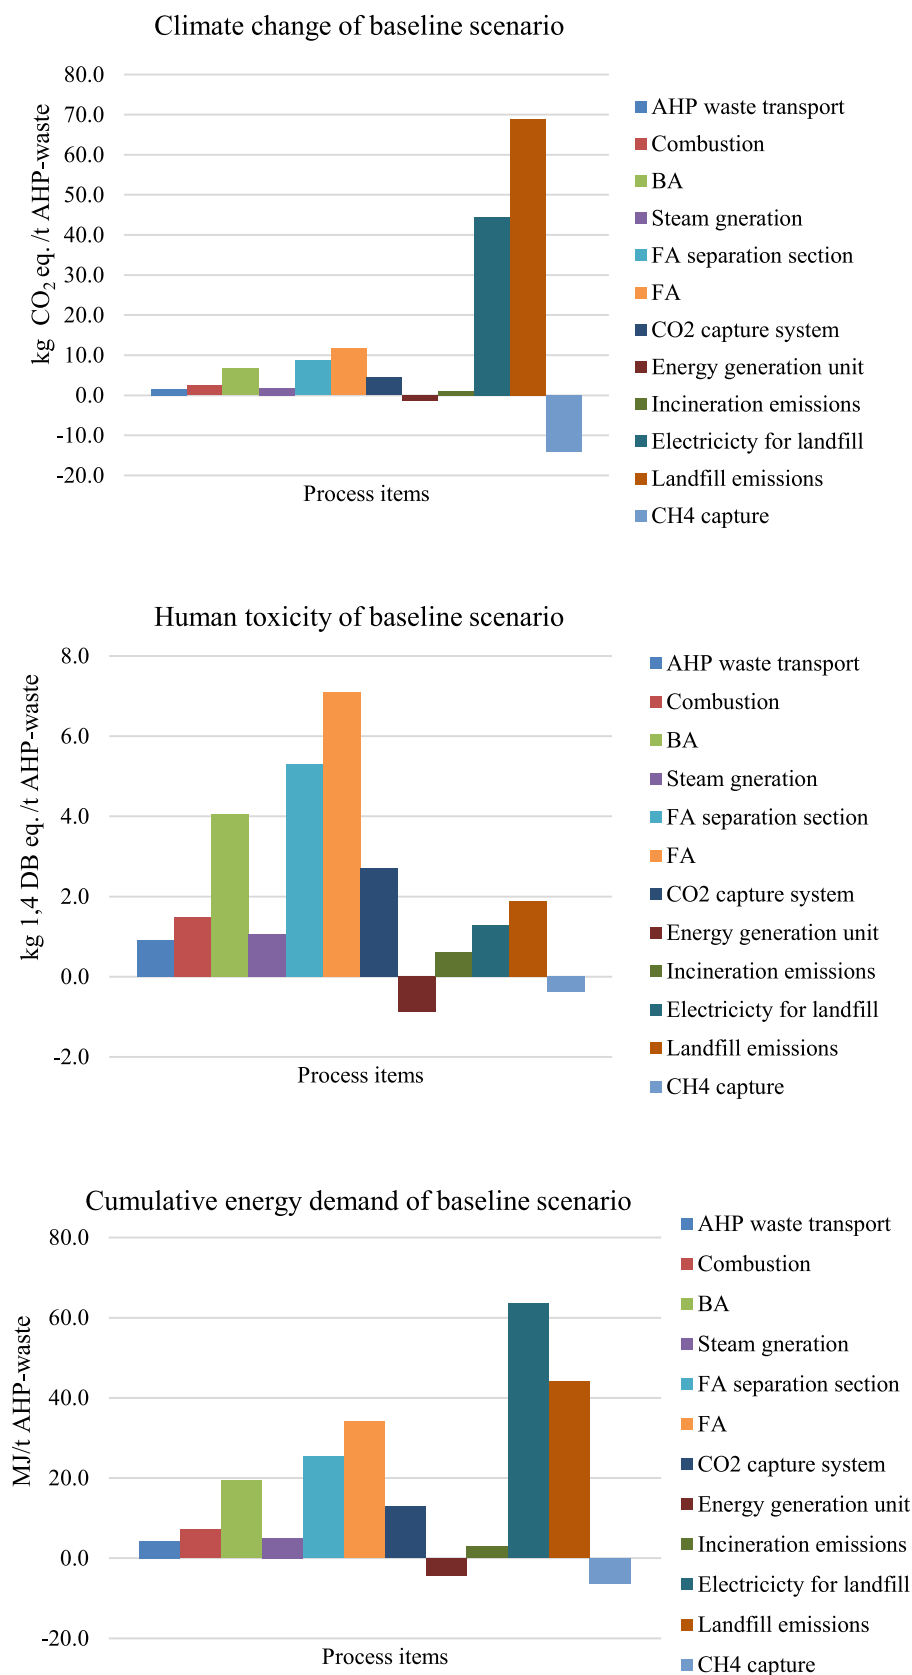 Climate change of baseline scenario
kg CO2 eq. /t AHP-waste
80.0
70.0
60.0
50.0
40.0
30.0
20.0
10.0
0.0
-10.0
-20.0
Process items
AHP waste transport
Combustion
BA
Steam gneration
FA separation section
FA
CO2 capture system
Energy generation unit
Incineration emissions
Electricicty for landfill
Landfill emissions
CH4 capture
Human toxicity of baseline scenario
kg 1,4 DB eq. /t AHP-waste
8.0
6.0
4.0
2.0
0.0
-2.0
Process items
AHP waste transport
Combustion
BA
Steam gneration
FA separation section
FA
CO2 capture system
Energy generation unit
Incineration emissions
Electricicty for landfill
Landfill emissions
CH4 capture
Cumulative energy demand of baseline scenario
MJ/t AHP-waste
80.0
60.0
40.0
20.0
0.0
-20.0
Process items
AHP waste transport
Combustion
BA
Steam gneration
FA separation section
FA
CO2 capture system
Energy generation unit
Incineration emissions
Electricicty for landfill
Landfill emissions
CH4 capture